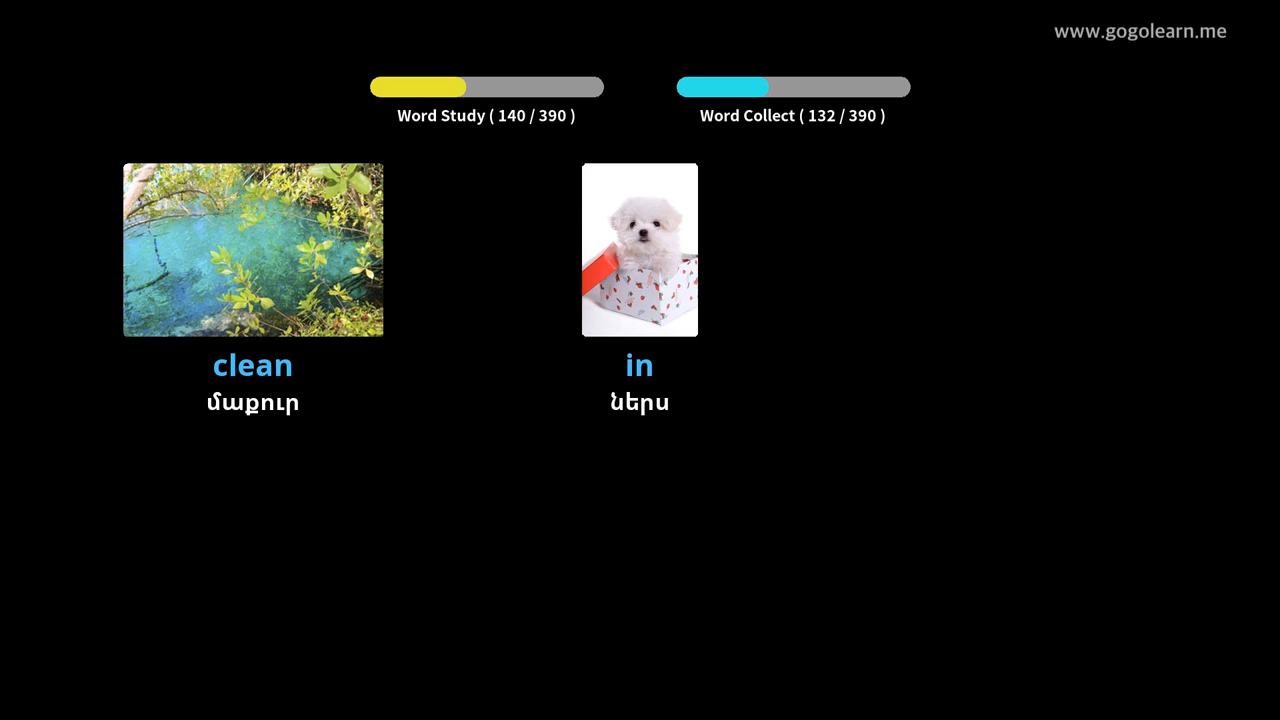 www.gogolearn.me
Word Study ( 140 / 390 )
Word Collect ( 132 / 390 )
clean
մաքուր
in
ներս